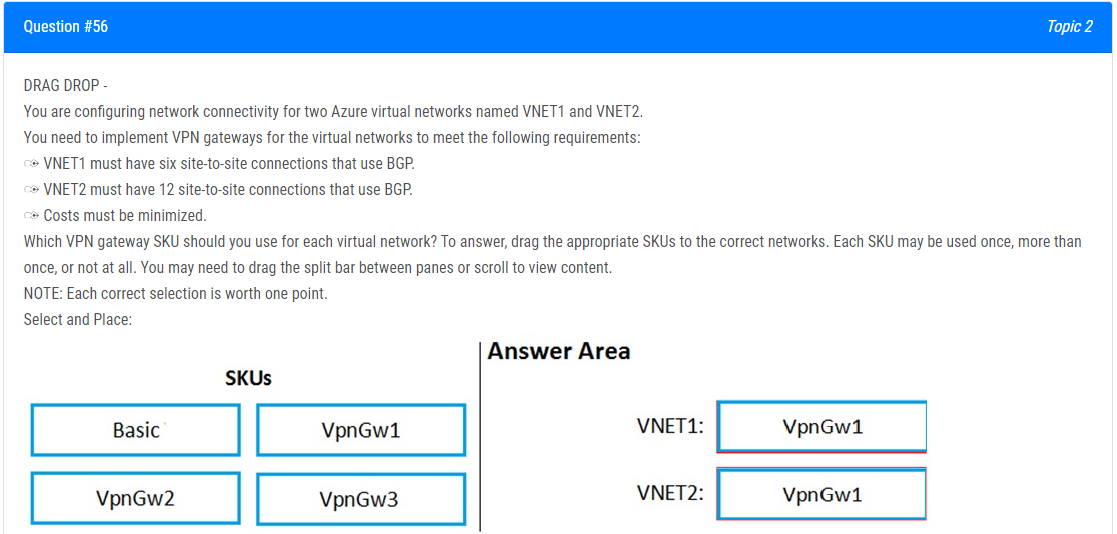 Question #56
Topic 2
DRAG DROP -
You are configuring network connectivity for two Azure virtual networks named VNET1 and VNET2.
You need to implement VPN gateways for the virtual networks to meet the following requirements:
VNET1 must have six site-to-site connections that use BGP.
VNET2 must have 12 site-to-site connections that use BGP.
Costs must be minimized.
Which VPN gateway SKU should you use for each virtual network? To answer, drag the appropriate SKUs to the correct networks. Each SKU may be used once, more than
once, or not at all. You may need to drag the split bar between panes or scroll to view content.
NOTE: Each correct selection is worth one point.
Select and Place:
SKUs
Basic
VpnGw1
VpnGw2
VpnGw3
Answer Area
VNET1:
VpnGw1
VNET2:
VpnGw1